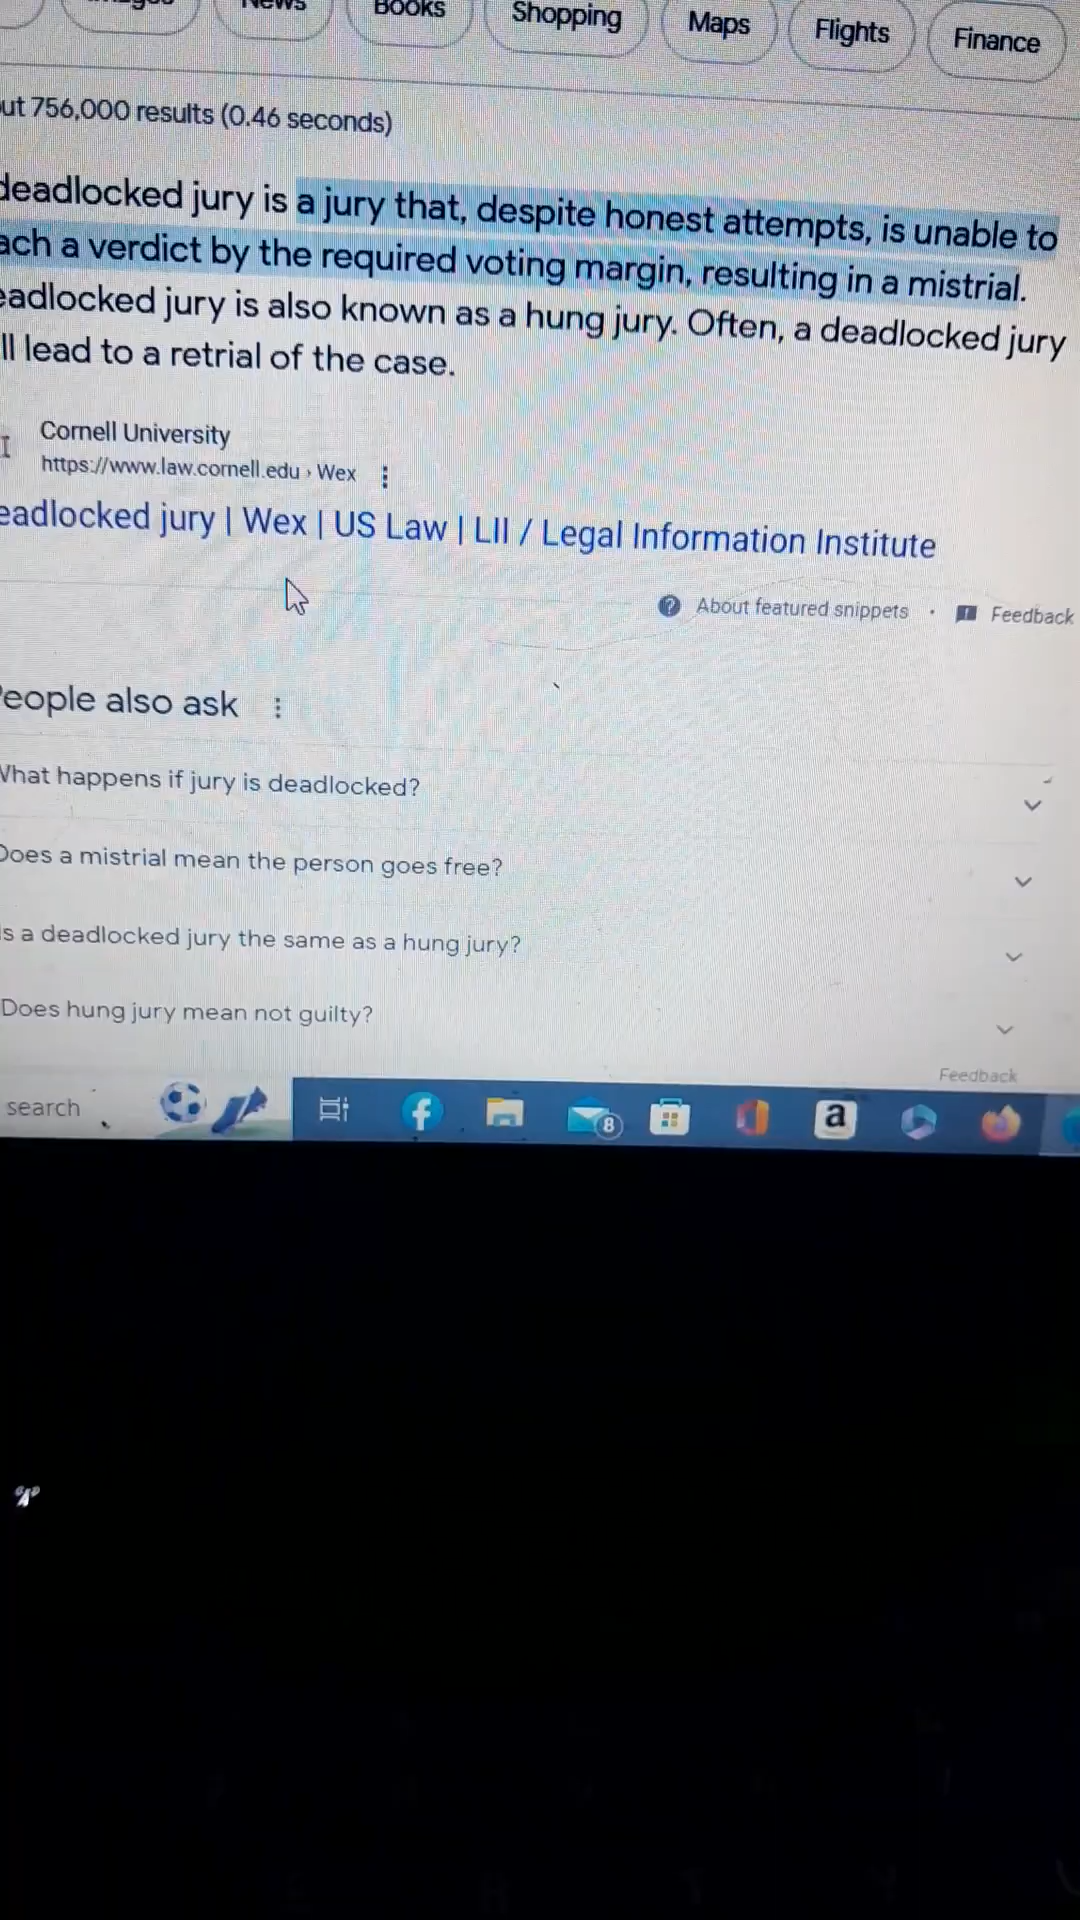 News Books Shopping Maps Flights Finance
ut 756,000 results (0.46 seconds)
deadlocked jury is a jury that, despite honest attempts, is unable to
ach a verdict by the required voting margin, resulting in a mistrial.
eadlocked jury is also known as a hung jury. Often, a deadlocked jury
ll lead to a retrial of the case.
Cornell University
https://www.law.cornell.edu › Wex
eadlocked jury | Wex | US Law | LII / Legal Information Institute
About featured snippets • Feedback
People also ask
What happens if jury is deadlocked?
Does a mistrial mean the person goes free?
Is a deadlocked jury the same as a hung jury?
Does hung jury mean not guilty?
Feedback
search
8
a